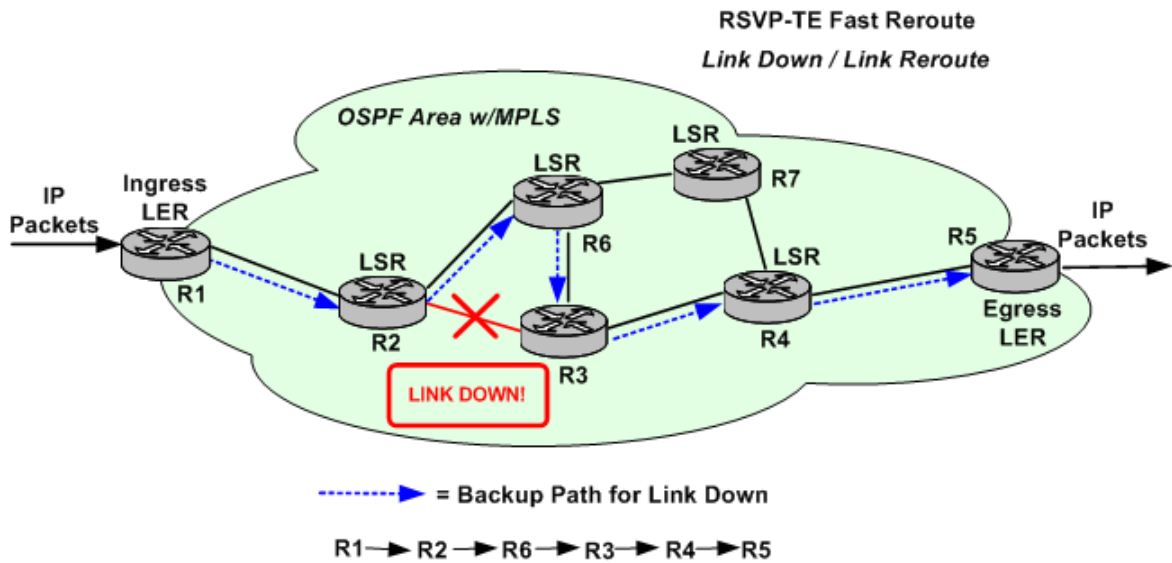 RSVP-TE Fast Reroute
Link Down / Link Reroute
OSPF Area w/MPLS
LSR
LSR
R7
Ingress
LER
IP
Packets
R1
LSR
R2
R6
R3
LSR
R4
R5
IP
Packets
Egress
LER
LINK DOWN!
= Backup Path for Link Down
R1 R2 R6 R3 R4 R5